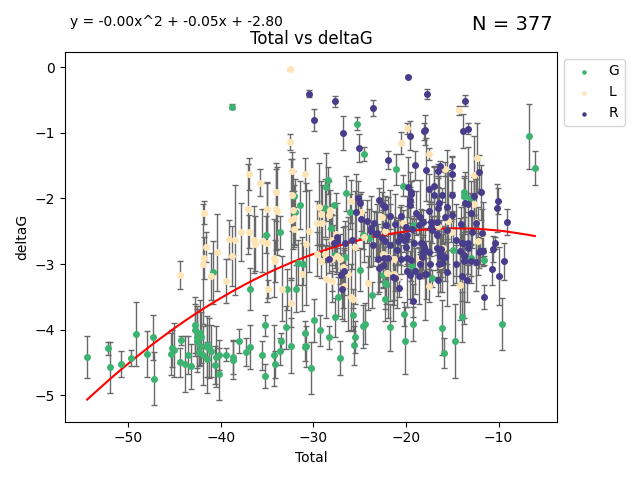 y = -0.00x^2 + -0.05x + -2.80
N = 377
Total vs deltaG
G
L
R
0
−1
−2
−3
−4
−5
deltaG
−50
−40
−30
−20
−10
Total